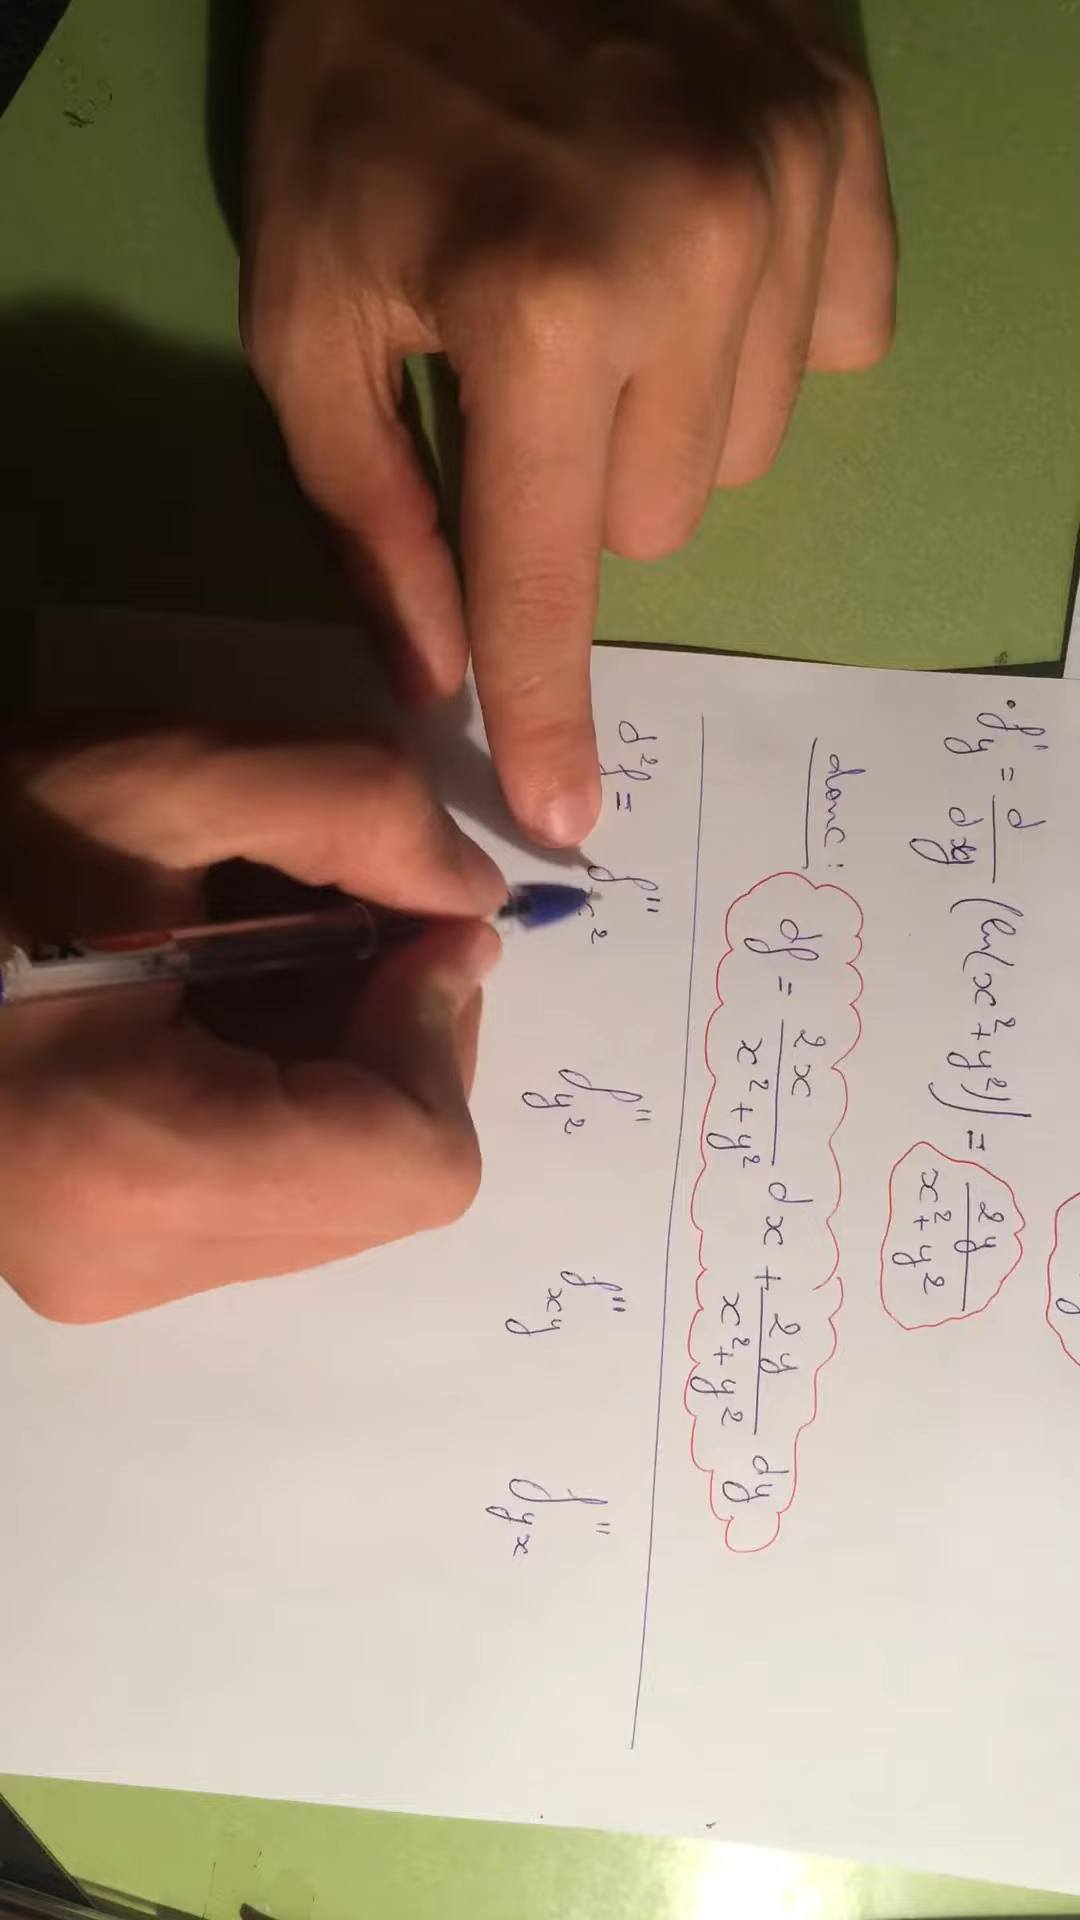 • f'y = d/dy (ln(x²+y²)) = 2y/(x²+y²)
donc :
df = 2x/(x²+y²) dx + 2y/(x²+y²) dy
d²f = f''x² f''y² f''xy f''yx